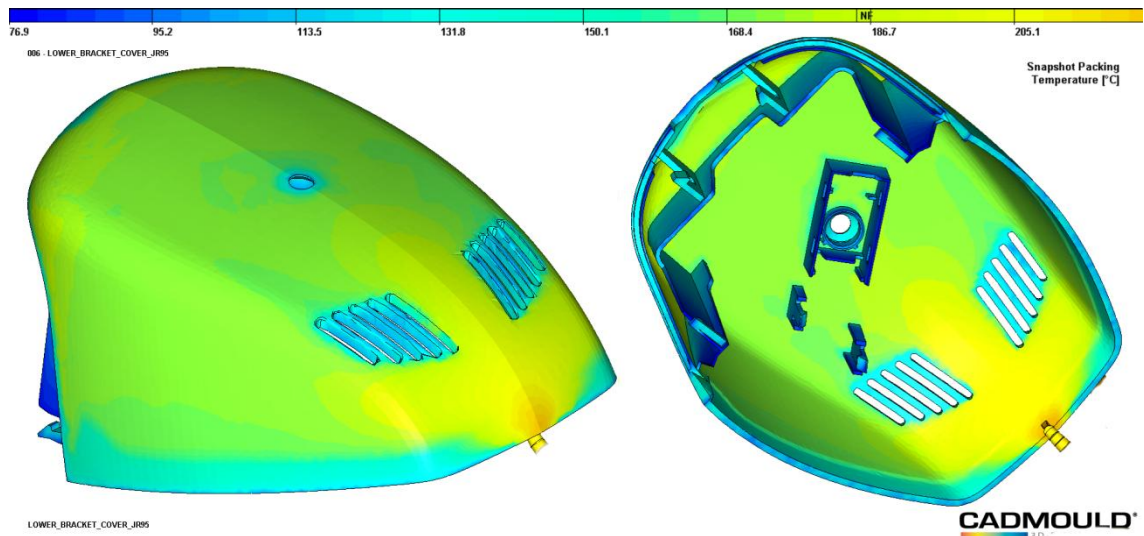 NF
76.9 95.2 113.5 131.8 150.1 168.4 186.7 205.1
006 - LOWER_BRACKET_COVER_JR95
Snapshot Packing
Temperature [°C]
LOWER_BRACKET_COVER_JR95
CADMOULD®